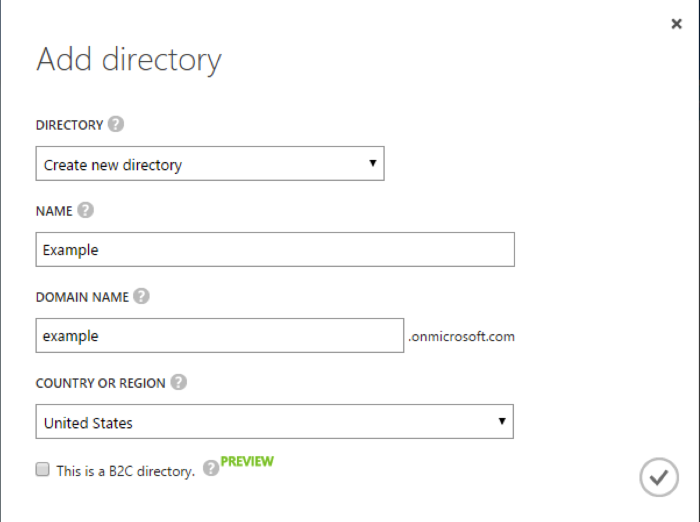 Add directory
DIRECTORY
Create new directory
NAME
Example
DOMAIN NAME
example .onmicrosoft.com
COUNTRY OR REGION
United States
This is a B2C directory. PREVIEW